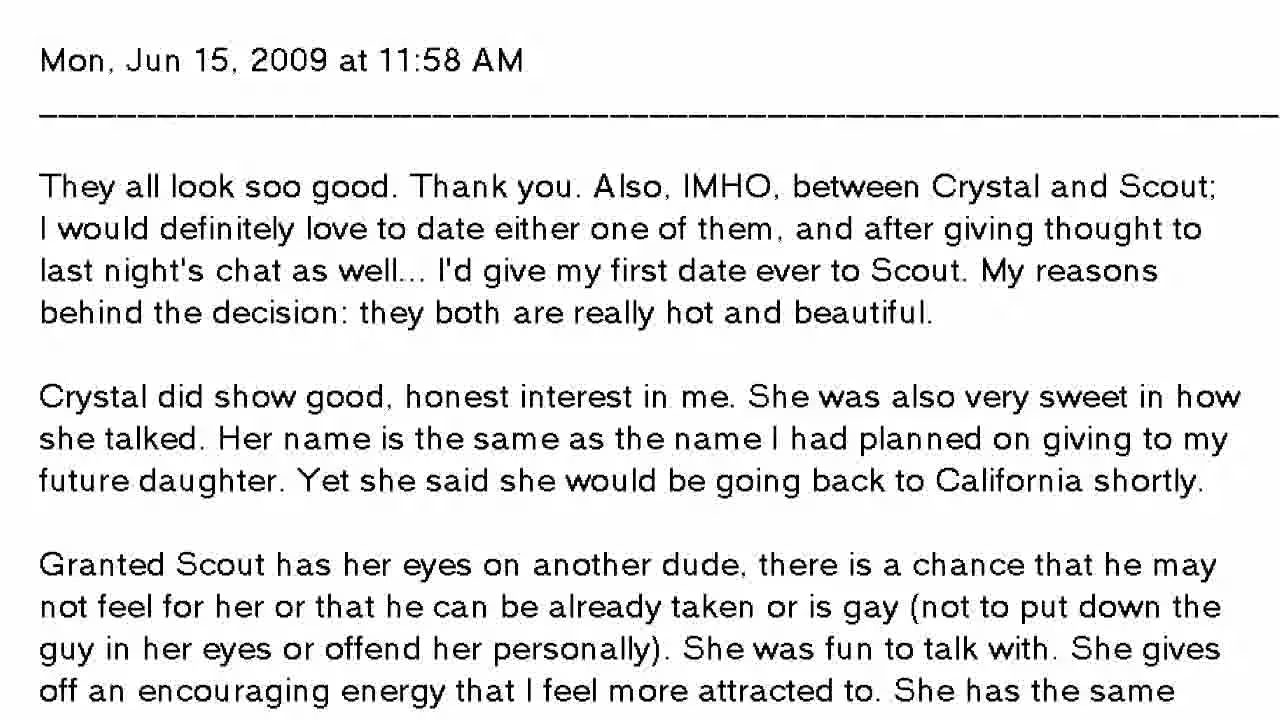 Mon, Jun 15, 2009 at 11:58 AM
______________________________________________________________
They all look soo good. Thank you. Also, IMHO, between Crystal and Scout;
I would definitely love to date either one of them, and after giving thought to
last night's chat as well... I'd give my first date ever to Scout. My reasons
behind the decision: they both are really hot and beautiful.
Crystal did show good, honest interest in me. She was also very sweet in how
she talked. Her name is the same as the name I had planned on giving to my
future daughter. Yet she said she would be going back to California shortly.
Granted Scout has her eyes on another dude, there is a chance that he may
not feel for her or that he can be already taken or is gay (not to put down the
guy in her eyes or offend her personally). She was fun to talk with. She gives
off an encouraging energy that I feel more attracted to. She has the same